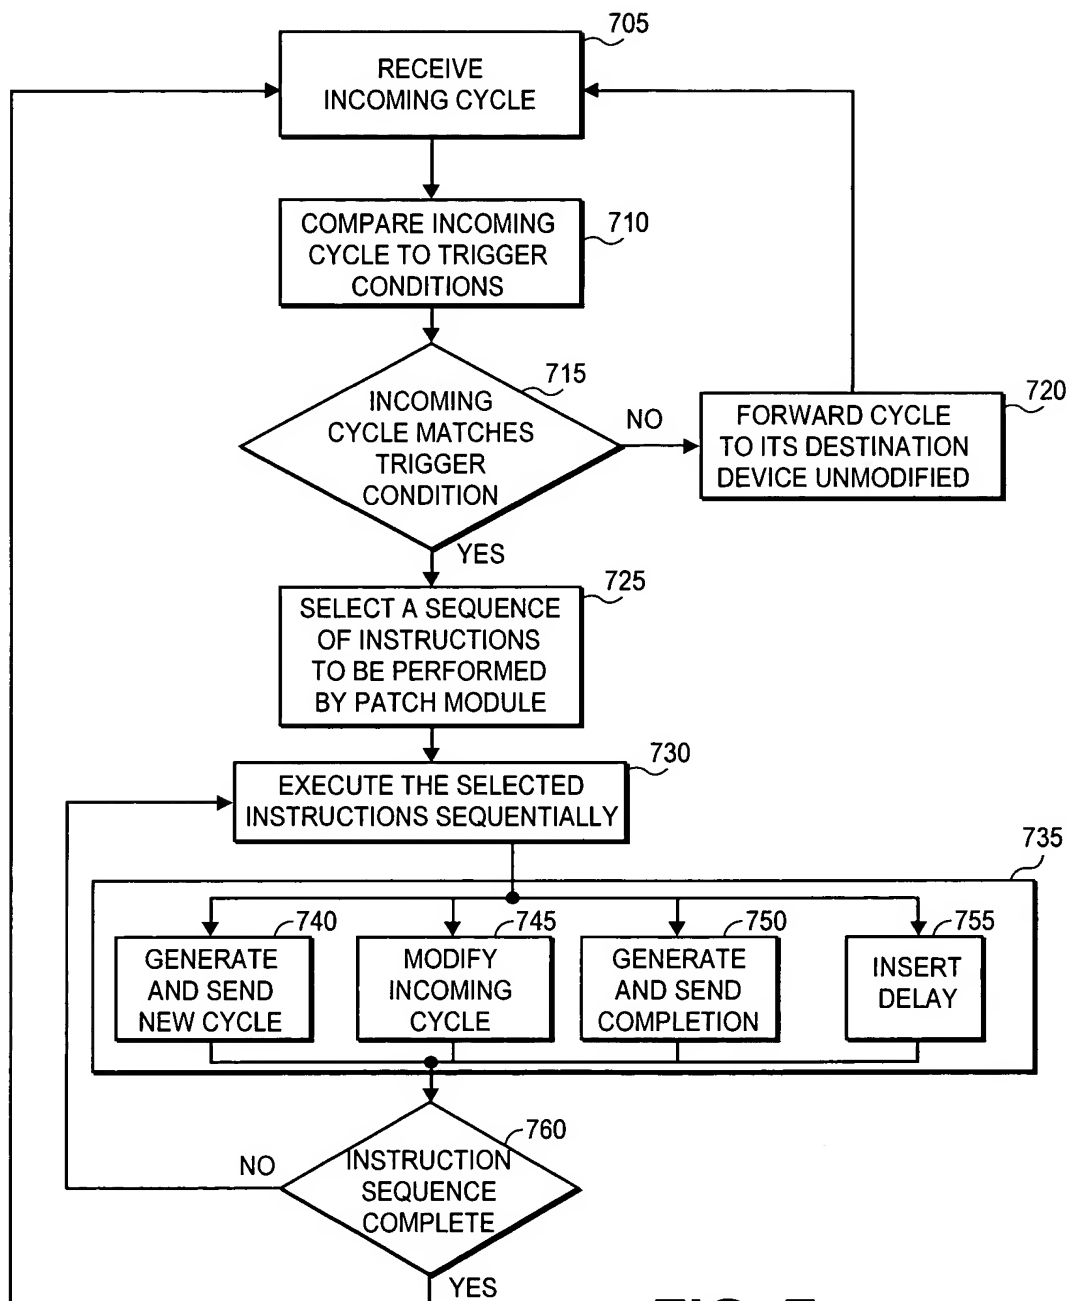 705
RECEIVE
INCOMING CYCLE
COMPARE INCOMING
CYCLE TO TRIGGER
CONDITIONS
710
715
INCOMING
CYCLE MATCHES
TRIGGER
CONDITION
NO
720
FORWARD CYCLE
TO ITS DESTINATION
DEVICE UNMODIFIED
YES
725
SELECT A SEQUENCE
OF INSTRUCTIONS
TO BE PERFORMED
BY PATCH MODULE
730
EXECUTE THE SELECTED
INSTRUCTIONS SEQUENTIALLY
735
740
GENERATE
AND SEND
NEW CYCLE
745
MODIFY
INCOMING
CYCLE
750
GENERATE
AND SEND
COMPLETION
755
INSERT
DELAY
760
NO
INSTRUCTION
SEQUENCE
COMPLETE
YES